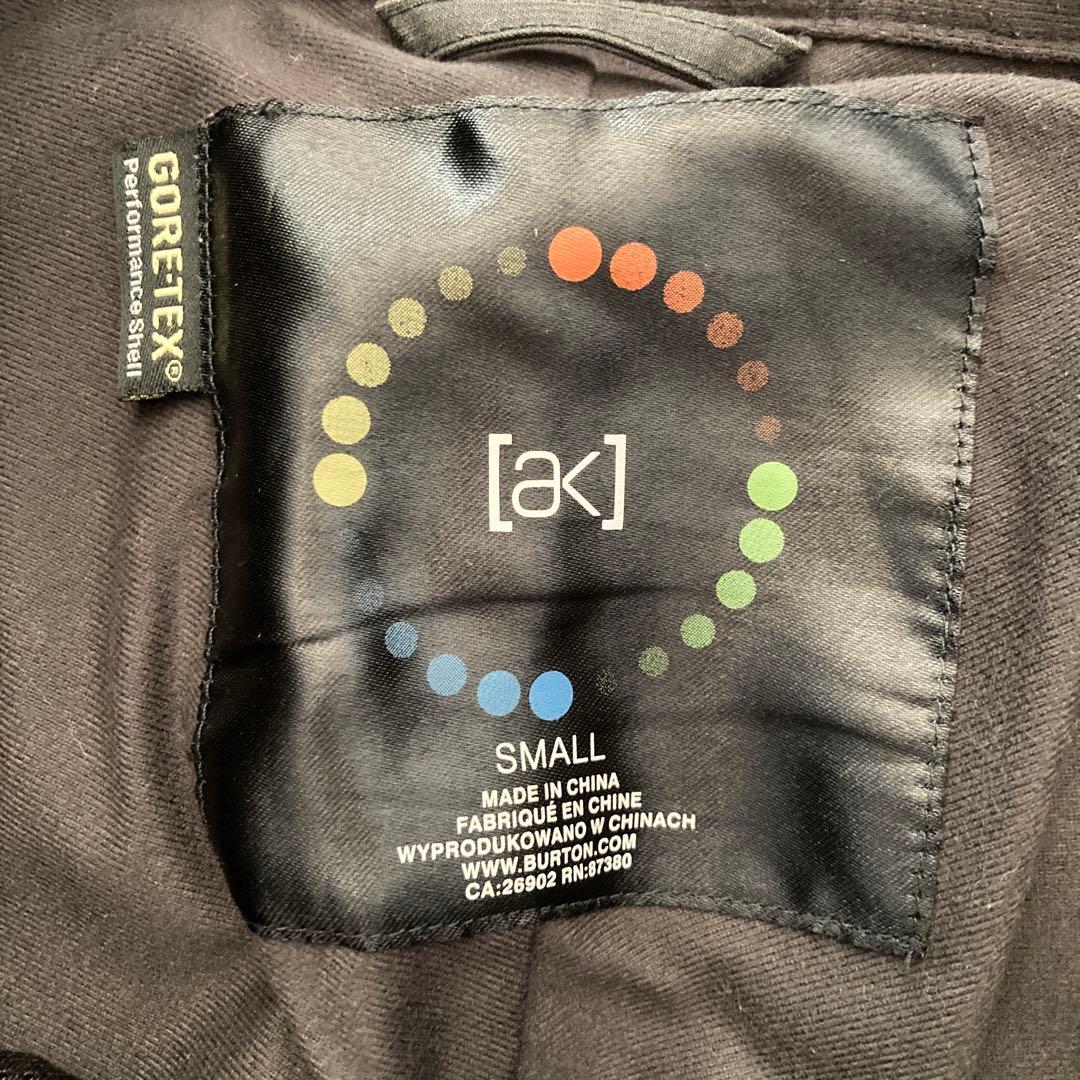 GORE-TEX®
Performance Shell
[ak]
SMALL
MADE IN CHINA
FABRIQUÉ EN CHINE
WYPRODUKOWANO W CHINACH
WWW.BURTON.COM
CA:26902 RN:87380